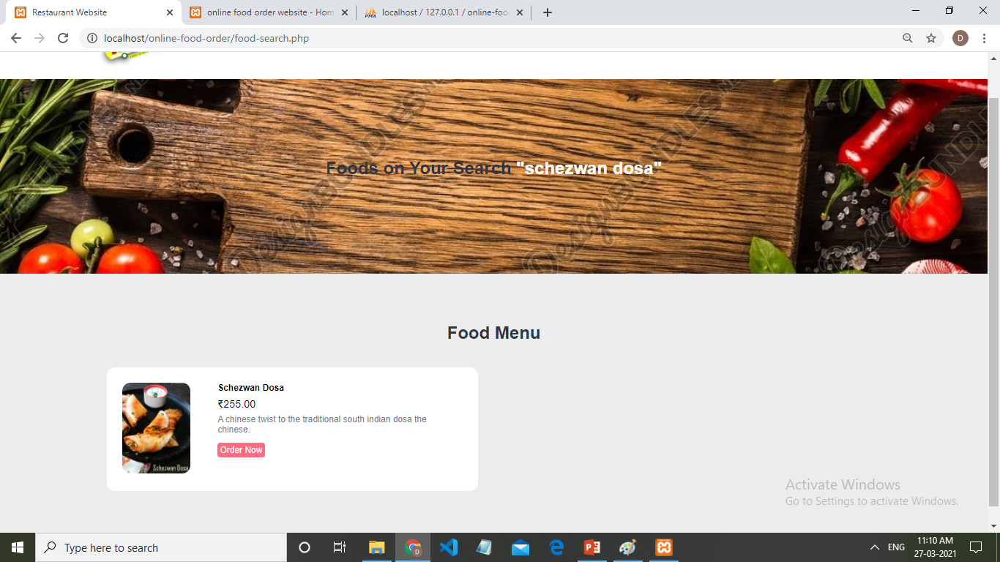 Restaurant Website
online food order website - Hom
localhost / 127.0.0.1 / online-foo
localhost/online-food-order/food-search.php
D
DesignBUNDLES.NET
Foods on Your Search "schezwan dosa"
Food Menu
Schezwan Dosa
₹255.00
A chinese twist to the traditional south indian dosa the
chinese.
Order Now
Schezwan Dosa
Activate Windows
Go to Settings to activate Windows.
Type here to search
ENG
11:10 AM
27-03-2021